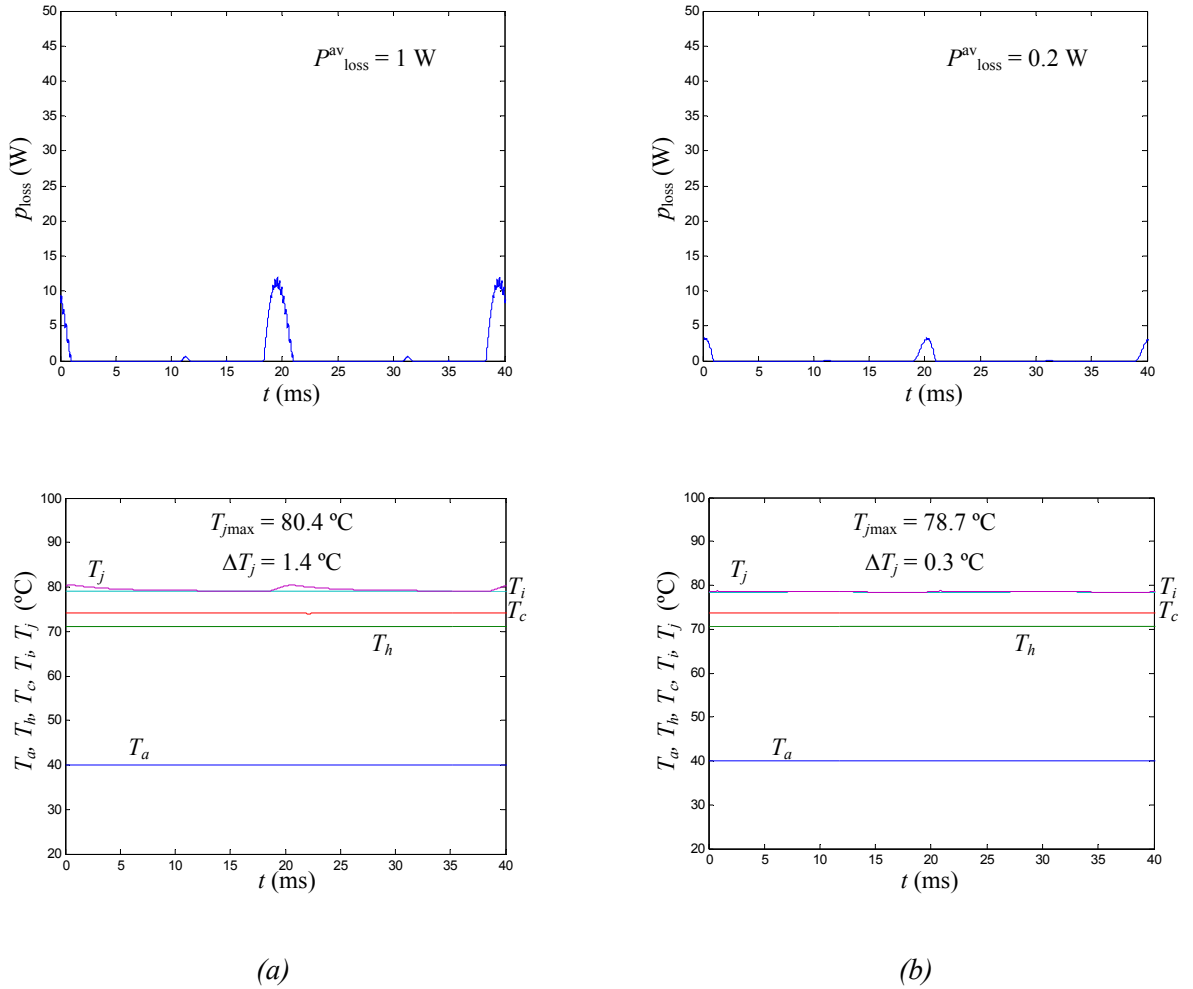 50
45
40
35
30
25
20
15
10
5
0
p_loss (W)
P^av_loss = 1 W
0 5 10 15 20 25 30 35 40
t (ms)
50
45
40
35
30
25
20
15
10
5
0
p_loss (W)
P^av_loss = 0.2 W
0 5 10 15 20 25 30 35 40
t (ms)
100
90
80
70
60
50
40
30
20
T_a, T_h, T_c, T_i, T_j (ºC)
T_jmax = 80.4 ºC
ΔT_j = 1.4 ºC
T_j
T_i
T_c
T_h
T_a
0 5 10 15 20 25 30 35 40
t (ms)
100
90
80
70
60
50
40
30
20
T_a, T_h, T_c, T_i, T_j (ºC)
T_jmax = 78.7 ºC
ΔT_j = 0.3 ºC
T_j
T_i
T_c
T_h
T_a
0 5 10 15 20 25 30 35 40
t (ms)
(a)
(b)